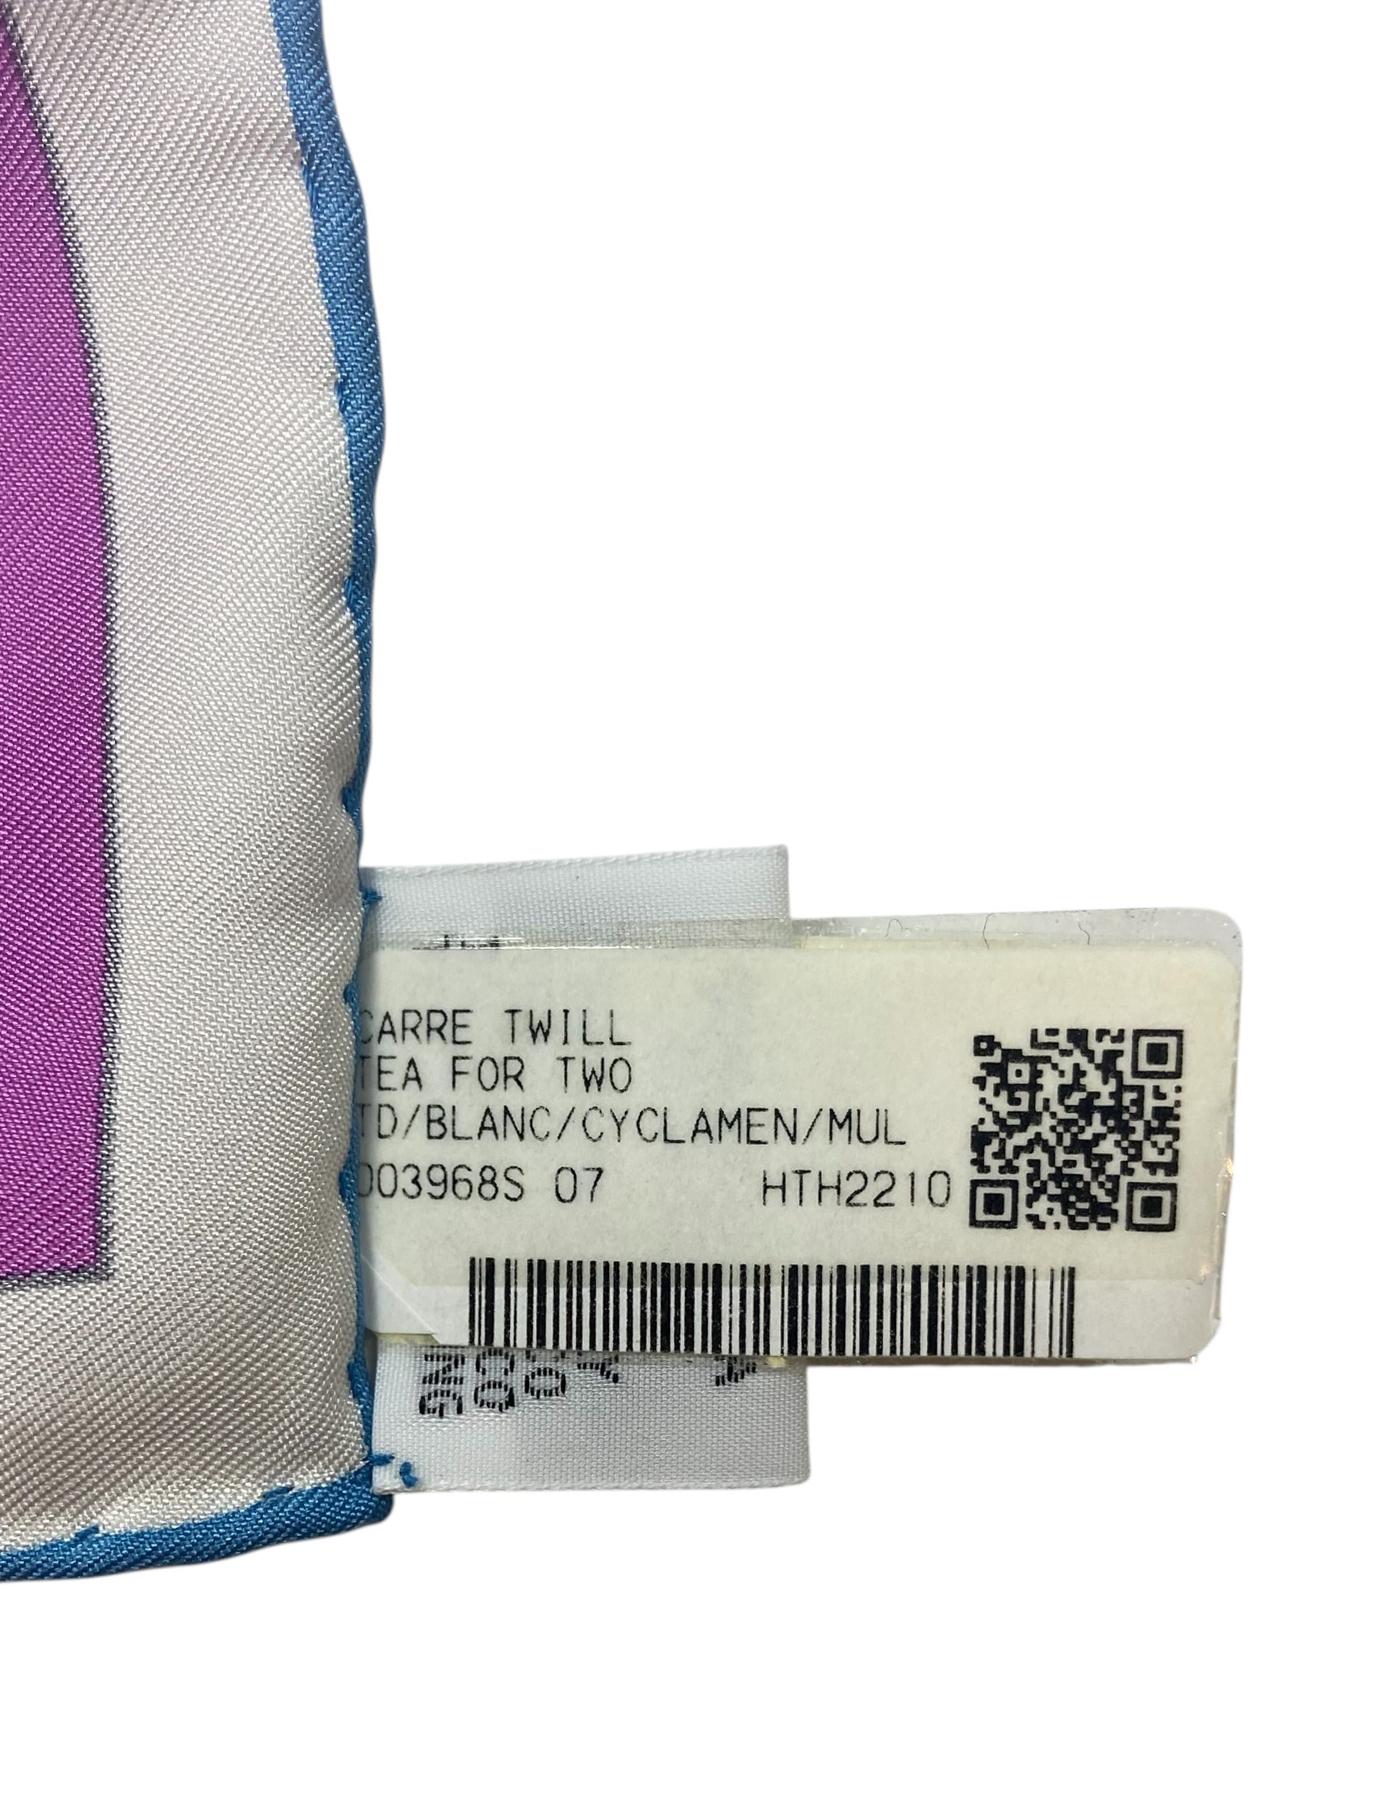 CARRE TWILL
TEA FOR TWO
TD/BLANC/CYCLAMEN/MUL
003968S 07 HTH2210